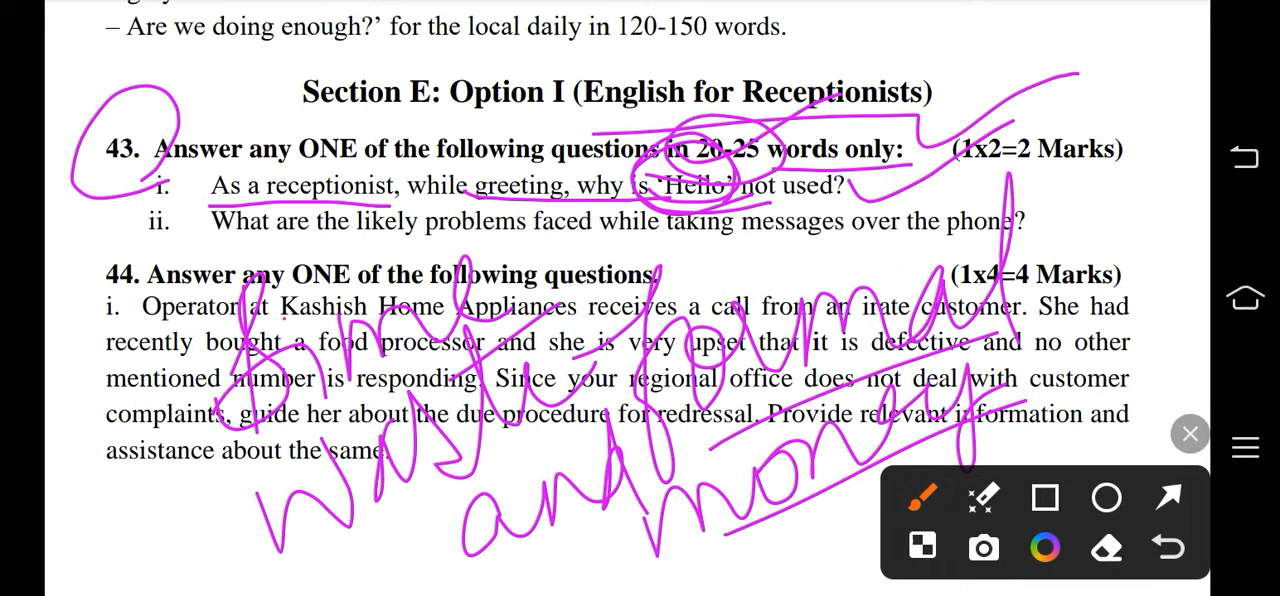 – Are we doing enough?’ for the local daily in 120-150 words.
Section E: Option I (English for Receptionists)
43. Answer any ONE of the following questions in 20-25 words only: (1x2=2 Marks)
i. As a receptionist, while greeting, why is ‘Hello’ not used?
ii. What are the likely problems faced while taking messages over the phone?
44. Answer any ONE of the following questions. (1x4=4 Marks)
i. Operator at Kashish Home Appliances receives a call from an irate customer. She had
recently bought a food processor and she is very upset that it is defective and no other
mentioned number is responding. Since your regional office does not deal with customer
complaints, guide her about the due procedure for redressal. Provide relevant information and
assistance about the same.
time formal
waste
and money